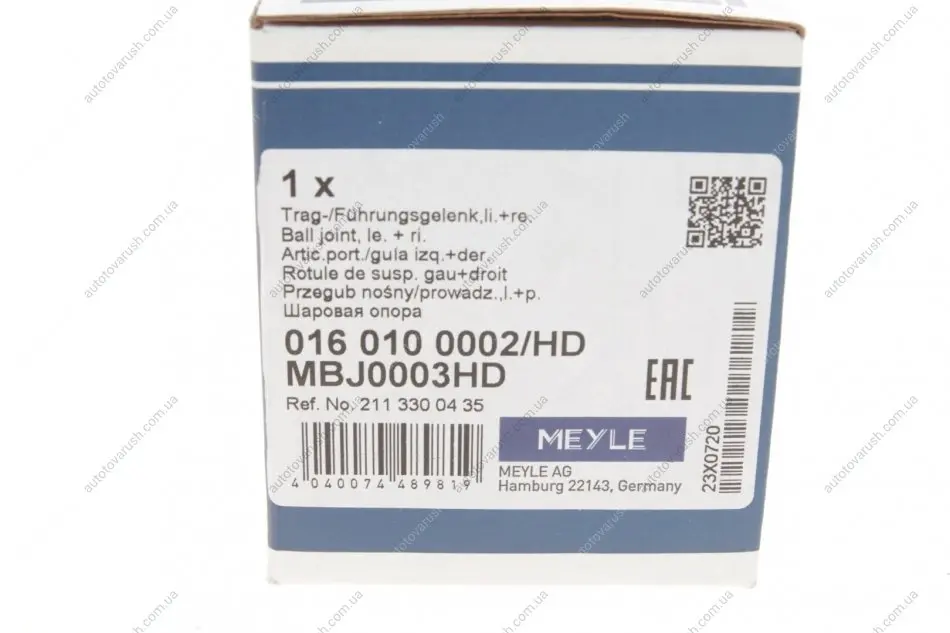 1 x
Trag-/Führungsgelenk,li.+re.
Ball joint, le. + ri.
Artic.port./guía izq.+der.
Rotule de susp. gau+droit
Przegub nośny/prowadz.,l.+p.
Шаровая опора
016 010 0002/HD
MBJ0003HD
Ref. No. 211 330 04 35
EAC
MEYLE
MEYLE AG
Hamburg 22143, Germany
4 040074 489819
23X0720
autotovarush.com.ua